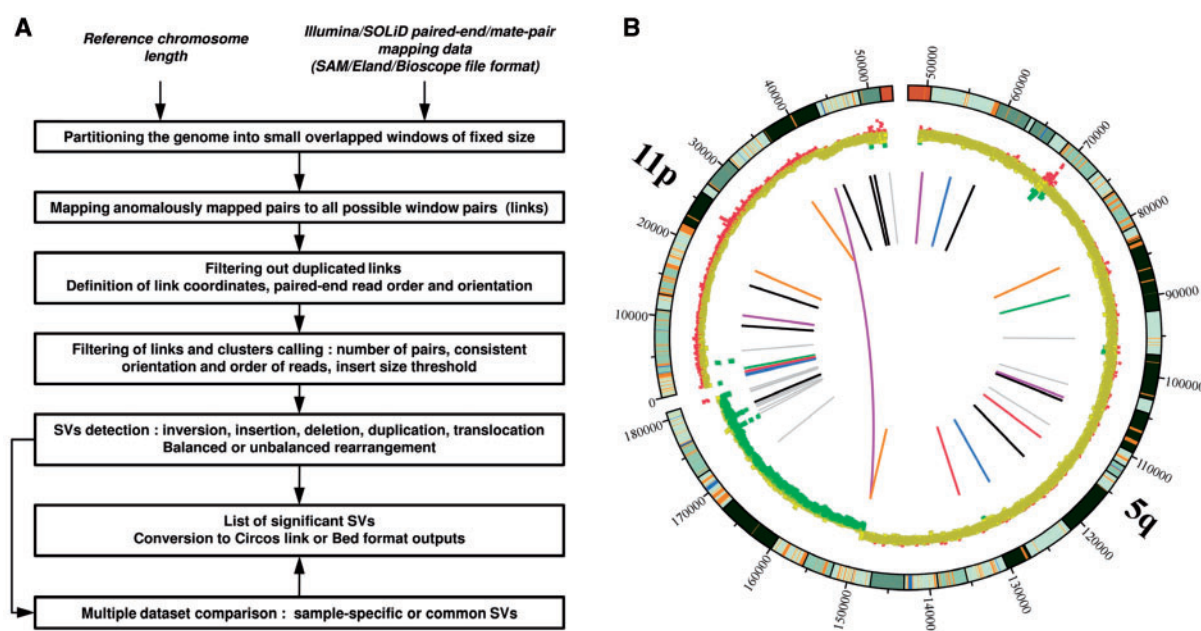 A
Reference chromosome
length
Illumina/SOLiD paired-end/mate-pair
mapping data
(SAM/Eland/Bioscope file format)
Partitioning the genome into small overlapped windows of fixed size
Mapping anomalously mapped pairs to all possible window pairs (links)
Filtering out duplicated links
Definition of link coordinates, paired-end read order and orientation
Filtering of links and clusters calling : number of pairs, consistent
orientation and order of reads, insert size threshold
SVs detection : inversion, insertion, deletion, duplication, translocation
Balanced or unbalanced rearrangement
List of significant SVs
Conversion to Circos link or Bed format outputs
Multiple dataset comparison : sample-specific or common SVs
B
11p
0
10000
20000
30000
40000
50000
5q
50000
60000
70000
80000
90000
100000
110000
120000
130000
140000
150000
160000
170000
180000